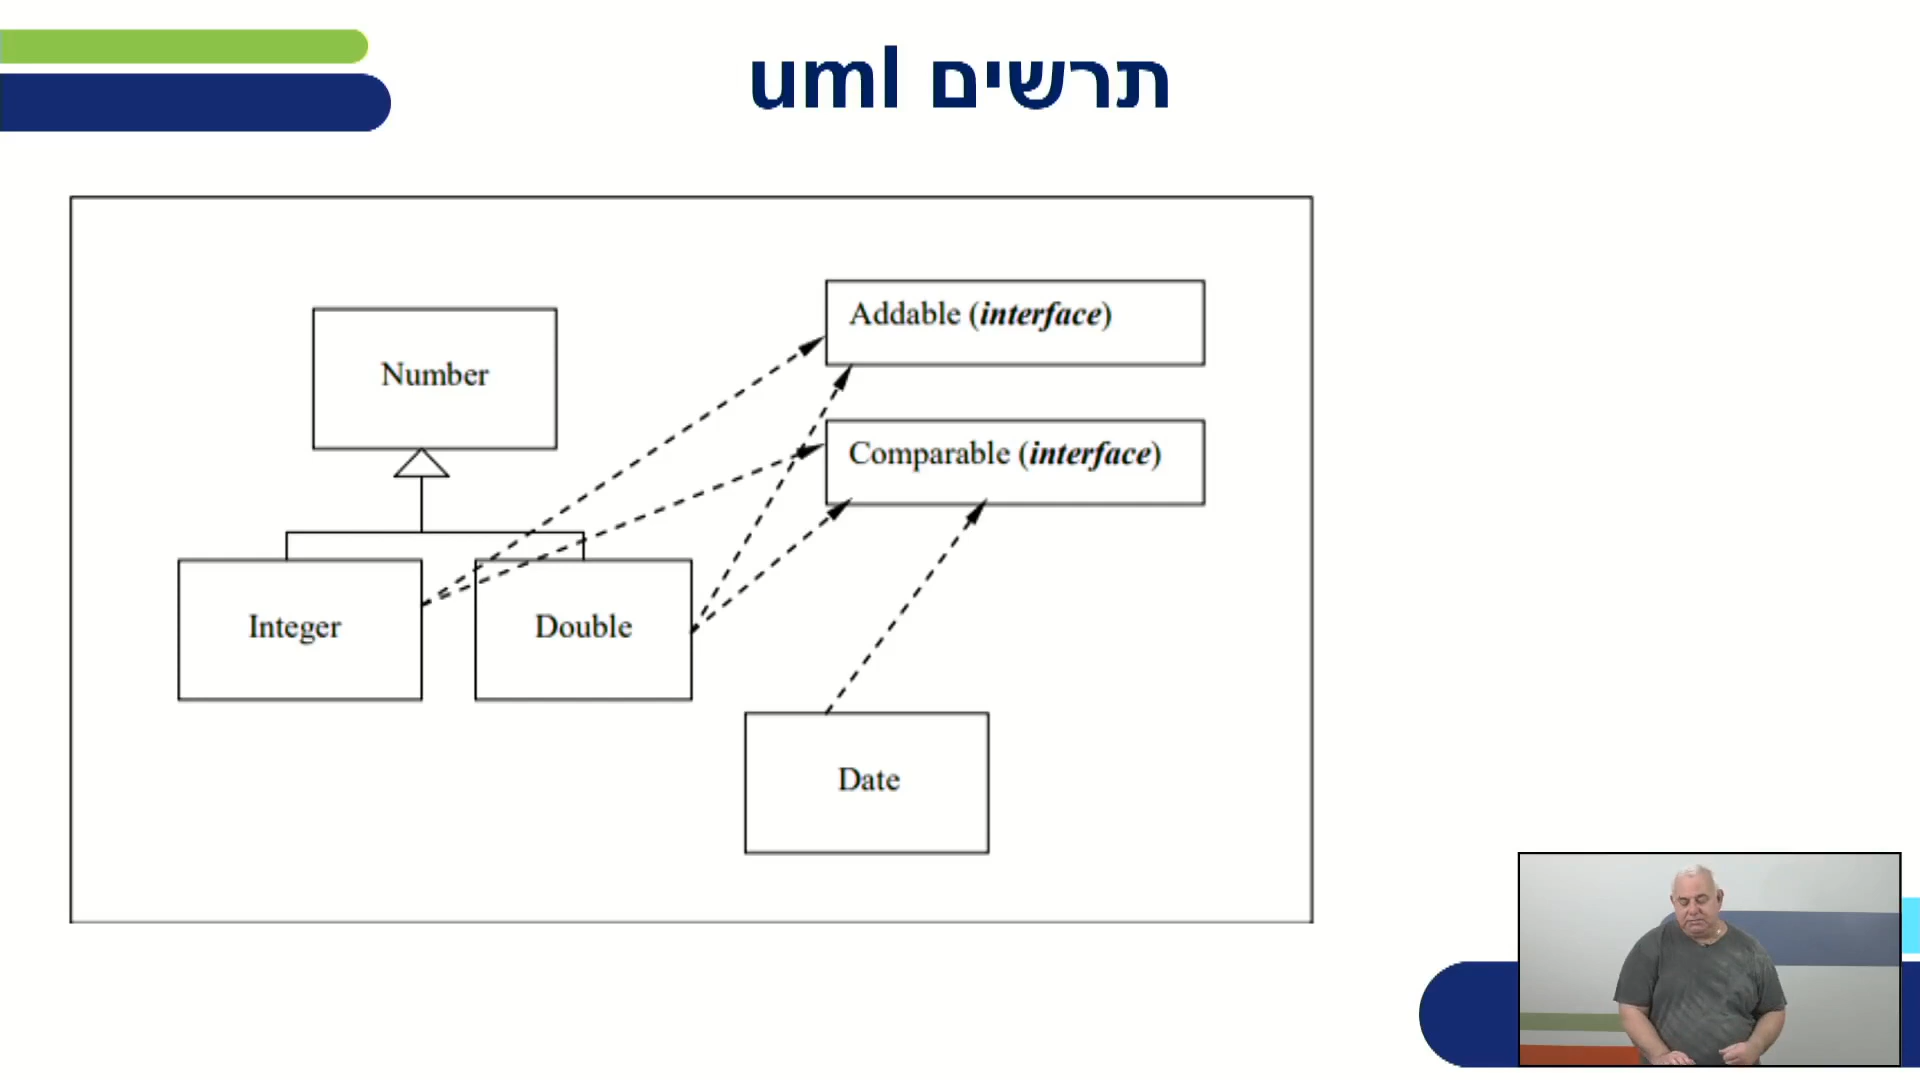 תרשים uml
Addable (interface)
Number
Comparable (interface)
Integer
Double
Date